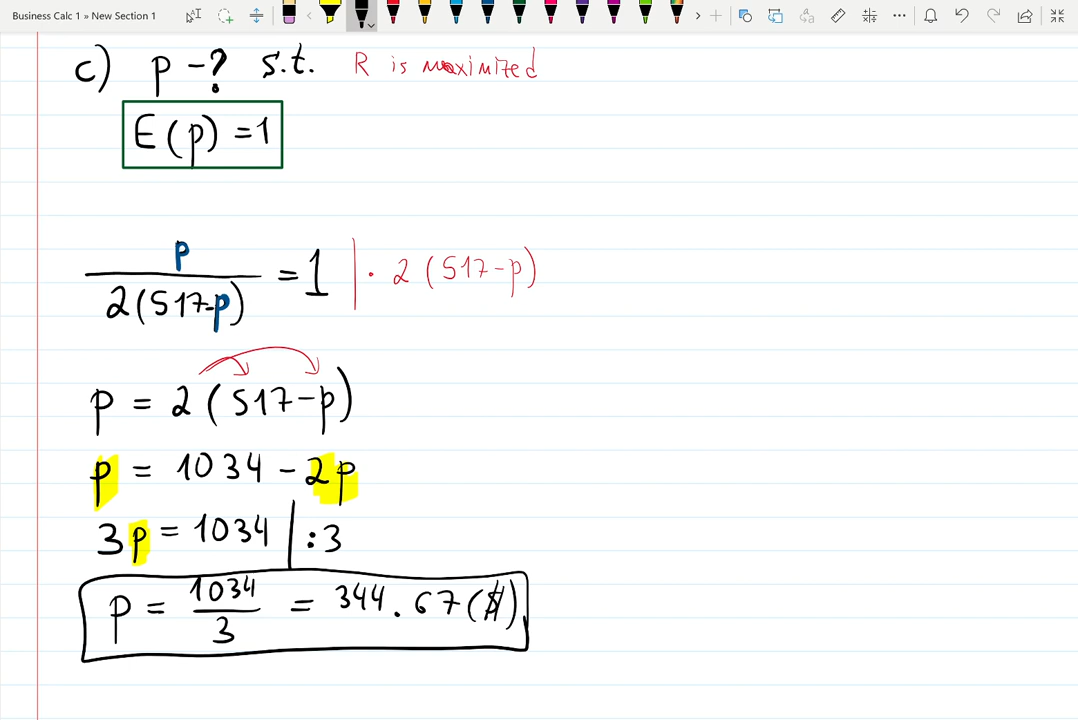 Business Calc 1 » New Section 1
c) p - ? s.t. R is maximized
E(p) = 1
p / 2(517-p) = 1 | · 2(517-p)
p = 2(517-p)
p = 1034 - 2p
3p = 1034 | :3
p = 1034/3 = 344.67($)